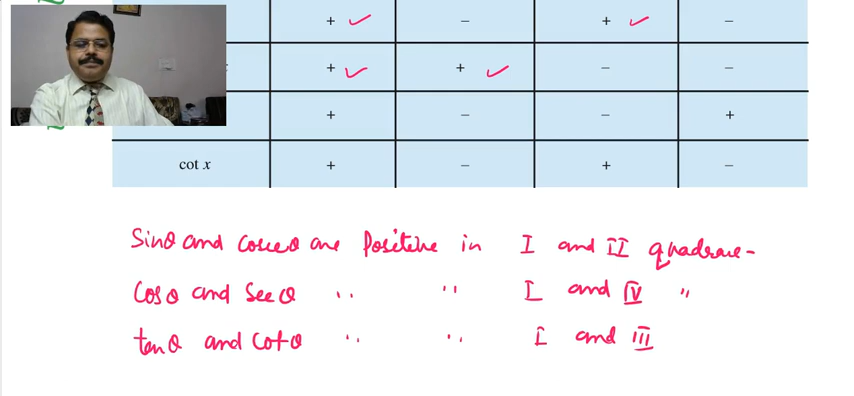 + – + –
+ + – –
+ – – +
cot x + – + –
Sinθ and Cosecθ are Positive in I and II quadrare-
Cosθ and Secθ '' '' I and IV ''
tanθ and Cotθ '' '' I and III